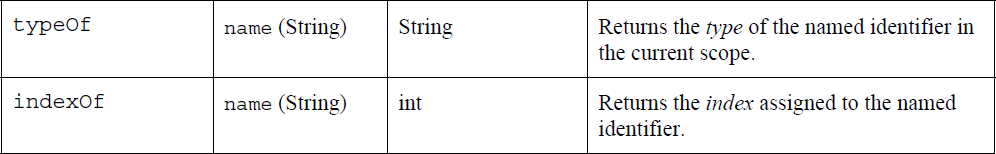 typeOf name (String) String Returns the type of the named identifier in
the current scope.
indexOf name (String) int Returns the index assigned to the named
identifier.